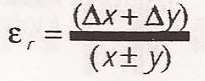 ε_r = (Δx + Δy) / (x ± y)